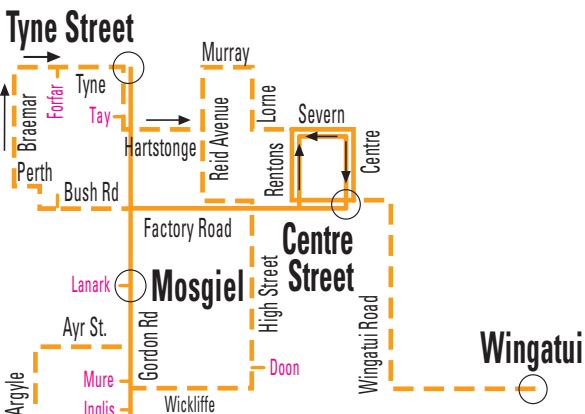 Tyne Street
Murray
Tyne
Forfar
Braemar
Tay
Lorne
Severn
Hartstonge
Reid Avenue
Rentons
Centre
Perth
Bush Rd
Factory Road
Centre
Street
Lanark
Mosgiel
High Street
Gordon Rd
Ayr St.
Wingatui Road
Wingatui
Doon
Mure
Argyle
Wickliffe
Inglis